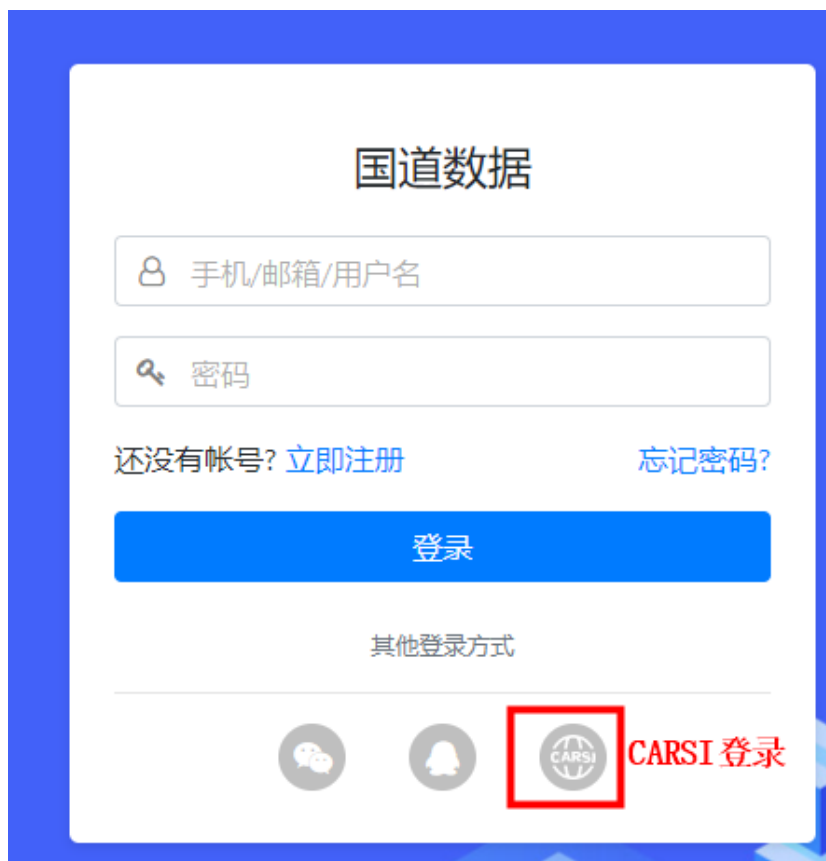 国道数据
手机/邮箱/用户名
密码
还没有帐号? 立即注册 忘记密码?
登录
其他登录方式
CARSI CARSI 登录